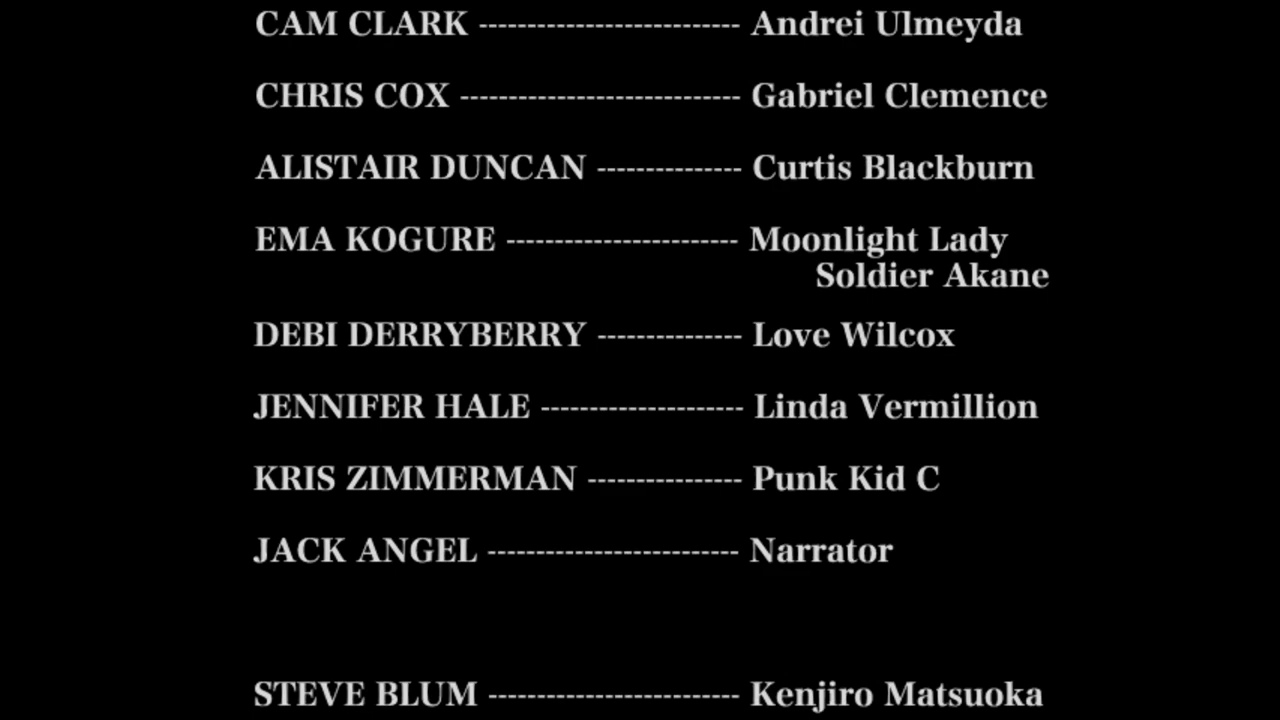 CAM CLARK --------------------------- Andrei Ulmeyda
CHRIS COX ----------------------------- Gabriel Clemence
ALISTAIR DUNCAN --------------- Curtis Blackburn
EMA KOGURE ------------------------ Moonlight Lady
Soldier Akane
DEBI DERRYBERRY --------------- Love Wilcox
JENNIFER HALE --------------------- Linda Vermillion
KRIS ZIMMERMAN ---------------- Punk Kid C
JACK ANGEL -------------------------- Narrator
STEVE BLUM -------------------------- Kenjiro Matsuoka